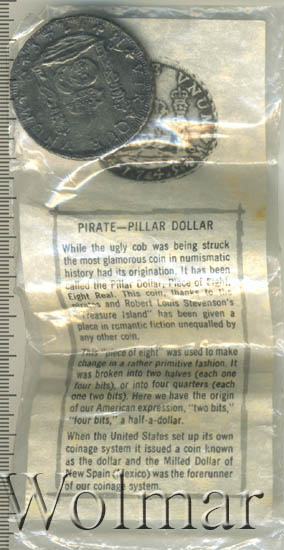 VNUM
1745
PIRATE—PILLAR DOLLAR
While the ugly cob was being struck
the most glamorous coin in numismatic
history had its origination. It has been
called the Pillar Dollar, Piece of Eight,
Eight Real. This coin, thanks to
and Robert Louis Stevenson's
"Treasure Island" has been given a
place in romantic fiction unequalled by
any other coin.
This "piece of eight" was used to make
change in a rather primitive fashion. It
was broken into two halves (each one
four bits), or into four quarters (each
one two bits). Here we have the origin
of our American expression, "two bits,"
"four bits," a half-a-dollar.
When the United States set up its own
coinage system it issued a coin known
as the dollar and the Milled Dollar of
New Spain (Mexico) was the forerunner
of our coinage system.
Wolmar